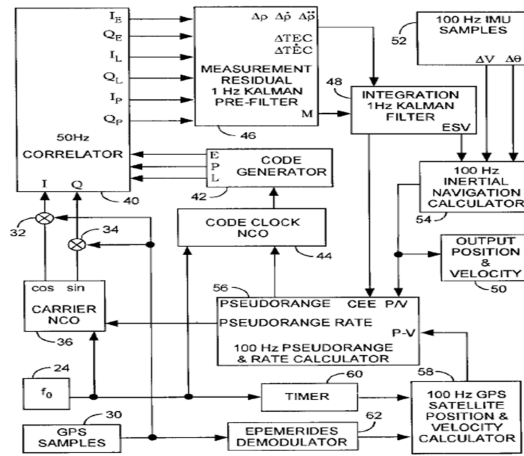 I_E
Q_E
I_L
Q_L
I_P
Q_P
50Hz
CORRELATOR
I Q
40
Δρ Δρ̇ Δρ̈
ΔTEC
ΔTĖC
MEASUREMENT
RESIDUAL
1 Hz KALMAN
PRE-FILTER
M
46
48
INTEGRATION
1Hz KALMAN
FILTER
ESV
52
100 Hz IMU
SAMPLES
ΔV Δθ
100 Hz
INERTIAL
NAVIGATION
CALCULATOR
54
OUTPUT
POSITION
&
VELOCITY
50
E
P
L
CODE
GENERATOR
42
CODE CLOCK
NCO
44
32
34
cos sin
CARRIER
NCO
36
56
PSEUDORANGE CEE P/V
PSEUDORANGE RATE
P-V
100 Hz PSEUDORANGE
& RATE CALCULATOR
24
f₀
60
TIMER
58
100 Hz GPS
SATELLITE
POSITION &
VELOCITY
CALCULATOR
30
GPS
SAMPLES
62
EPEMERIDES
DEMODULATOR